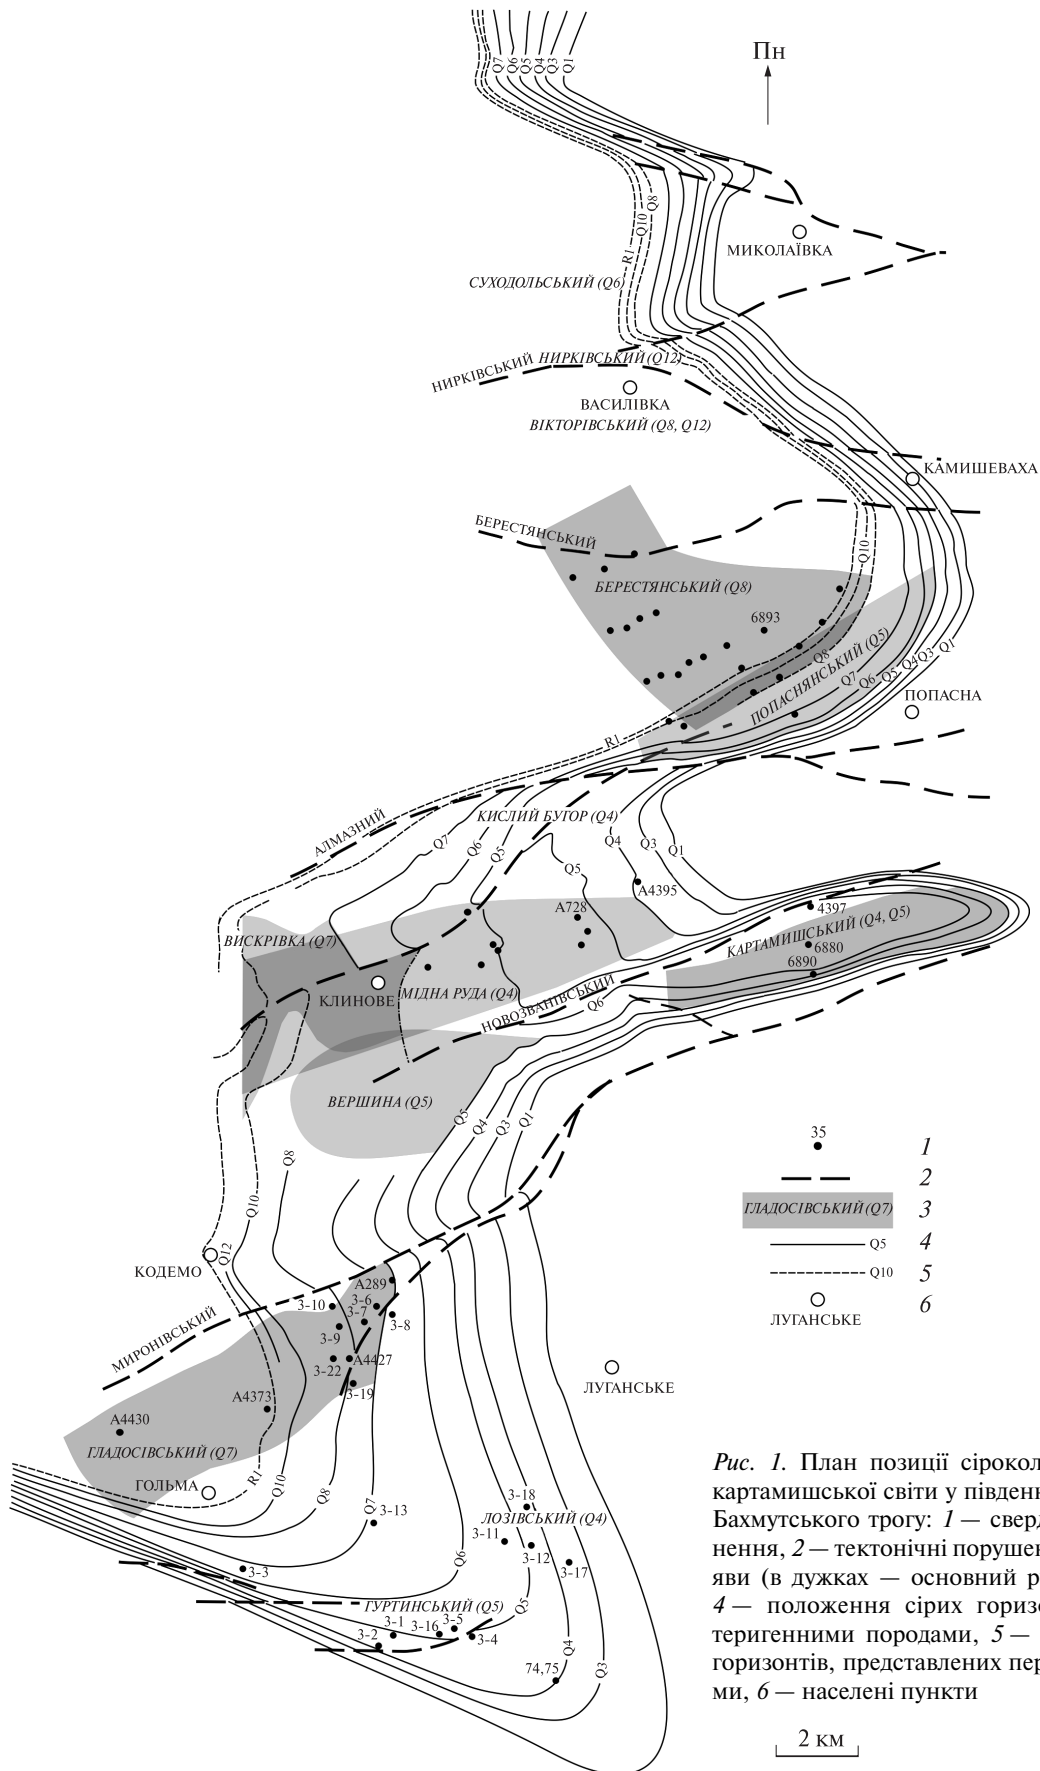 Q7
Q6
Q5
Q4
Q3
Q1
Пн
Q8
Q10
R1
МИКОЛАЇВКА
СУХОДОЛЬСЬКИЙ (Q6)
НИРКІВСЬКИЙ
НИРКІВСЬКИЙ (Q12)
ВАСИЛІВКА
ВІКТОРІВСЬКИЙ (Q8, Q12)
КАМИШЕВАХА
БЕРЕСТЯНСЬКИЙ
Q10
БЕРЕСТЯНСЬКИЙ (Q8)
6893
ПОПАСНЯНСЬКИЙ (Q5)
Q8
Q7
Q6
Q5
Q4
Q3
Q1
ПОПАСНА
R1
АЛМАЗНИЙ
КИСЛИЙ БУГОР (Q4)
Q7
Q6
Q5
Q4
Q3
Q1
Q5
А4395
А728
4397
КАРТАМИШСЬКИЙ (Q4, Q5)
6880
6890
ВИСКРІВКА (Q7)
КЛИНОВЕ
МІДНА РУДА (Q4)
НОВОЗВАНІВСЬКИЙ
Q6
ВЕРШИНА (Q5)
Q5
Q4
Q3
Q1
35
1
2
ГЛАДОСІВСЬКИЙ (Q7)
3
Q5
4
Q10
5
ЛУГАНСЬКЕ
6
Q8
Q10
Q12
КОДЕМО
МИРОНІВСЬКИЙ
А289
3-10
3-6
3-7
3-8
3-9
3-22
А4427
3-19
ЛУГАНСЬКЕ
А4373
А4430
ГЛАДОСІВСЬКИЙ (Q7)
ГОЛЬМА
R1
Q10
Q8
Q7
3-13
3-18
ЛОЗІВСЬКИЙ (Q4)
3-11
3-12
3-17
3-3
Q6
Q5
ГУРТИНСЬКИЙ (Q5)
3-1
3-5
3-2
3-16
3-4
Q4
Q3
74,75
Рис. 1. План позиції сірокол
картамишської світи у південн
Бахмутського трогу: 1 — сверд
нення, 2 — тектонічні порушен
яви (в дужках — основний р
4 — положення сірих горизо
теригенними породами, 5 —
горизонтів, представлених пер
ми, 6 — населені пункти
2 км